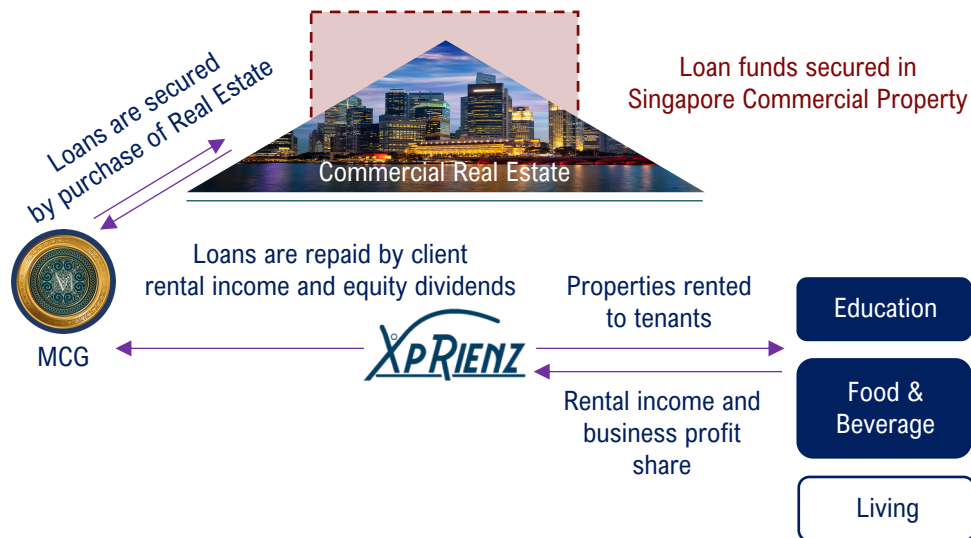 Loans are secured
by purchase of Real Estate
Loan funds secured in
Singapore Commercial Property
Commercial Real Estate
MCG
Loans are repaid by client
rental income and equity dividends
XPRIENZ
Properties rented
to tenants
Rental income and
business profit
share
Education
Food &
Beverage
Living